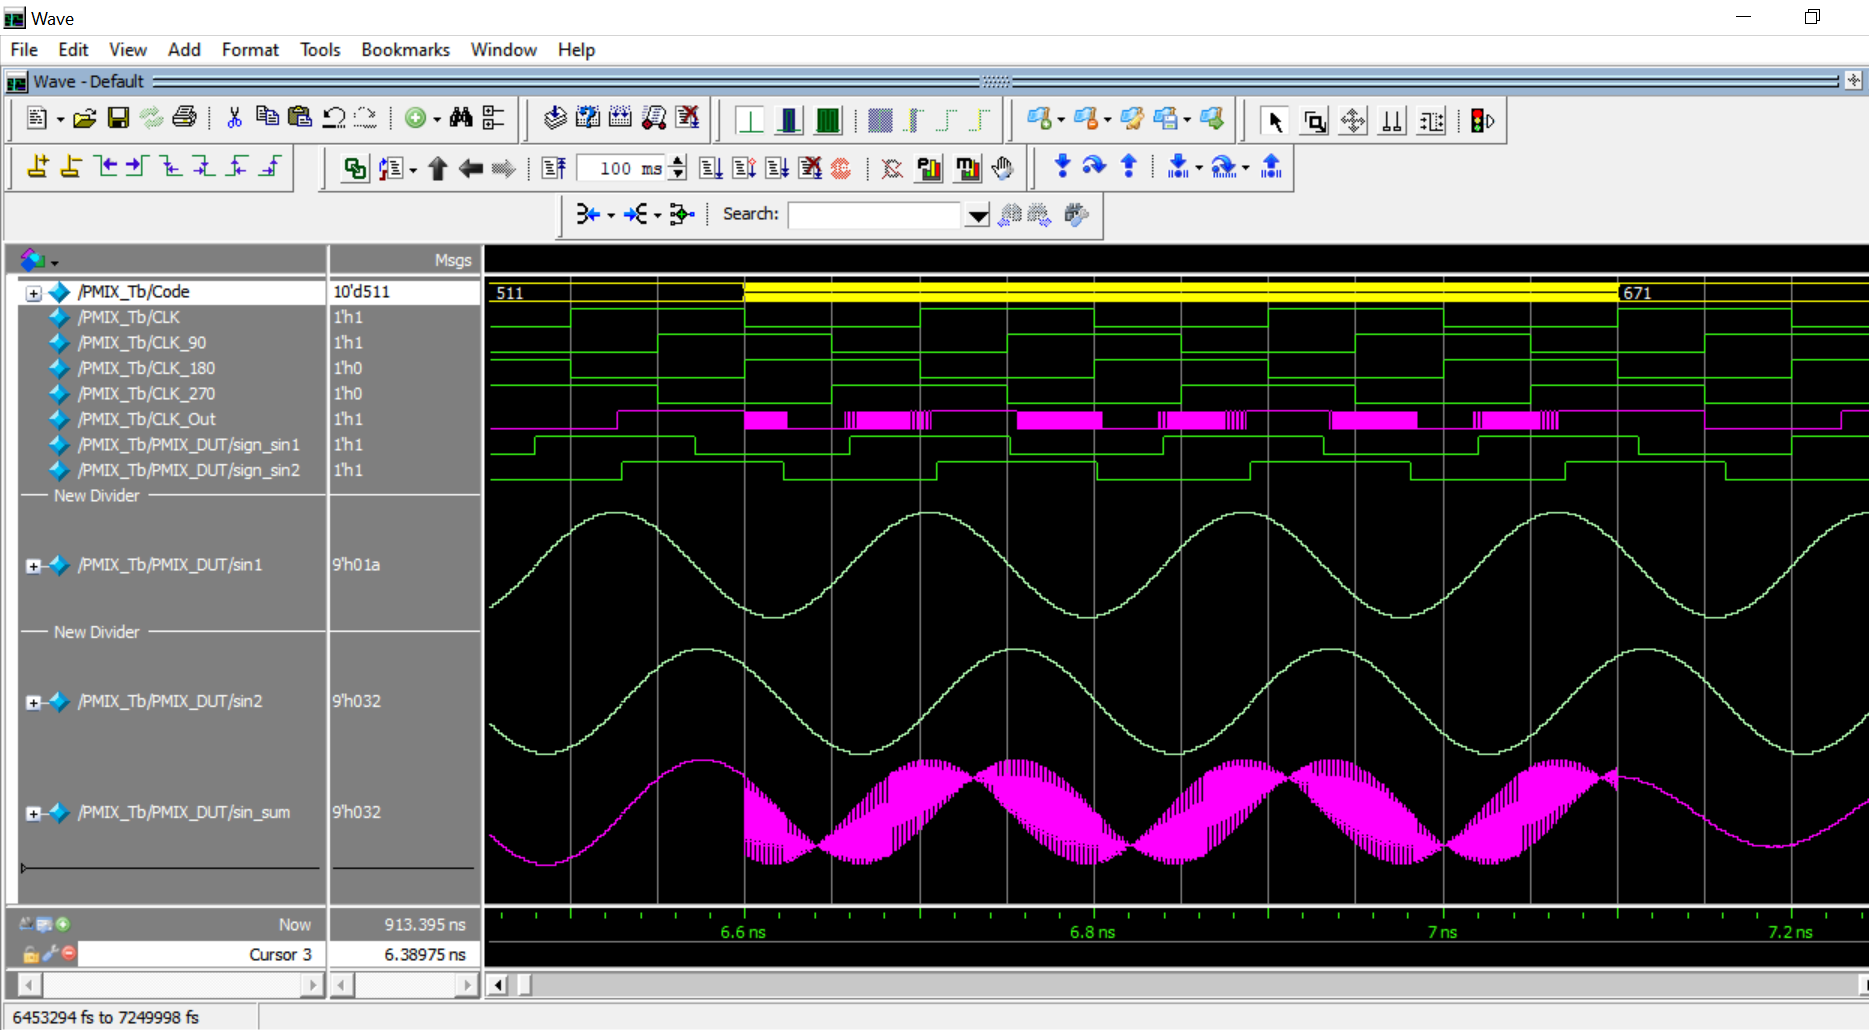 Wave
File Edit View Add Format Tools Bookmarks Window Help
Wave - Default
100 ms
Search:
Msgs
/PMIX_Tb/Code 10'd511 511 671
/PMIX_Tb/CLK 1'h1
/PMIX_Tb/CLK_90 1'h1
/PMIX_Tb/CLK_180 1'h0
/PMIX_Tb/CLK_270 1'h0
/PMIX_Tb/CLK_Out 1'h1
/PMIX_Tb/PMIX_DUT/sign_sin1 1'h1
/PMIX_Tb/PMIX_DUT/sign_sin2 1'h1
New Divider
/PMIX_Tb/PMIX_DUT/sin1 9'h01a
New Divider
/PMIX_Tb/PMIX_DUT/sin2 9'h032
/PMIX_Tb/PMIX_DUT/sin_sum 9'h032
Now 913.395 ns 6.6 ns 6.8 ns 7 ns 7.2 ns
Cursor 3 6.38975 ns
6453294 fs to 7249998 fs